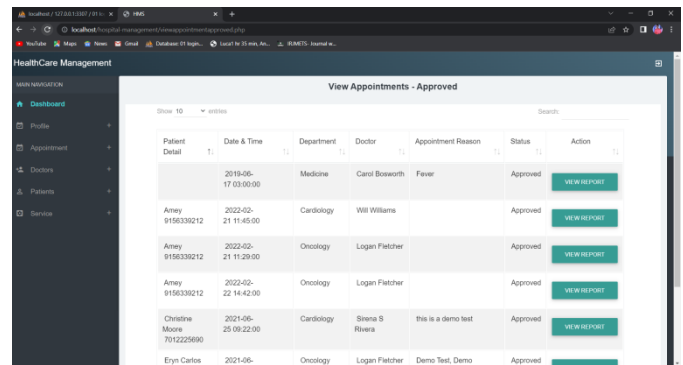 localhost / 127.0.0.1:3307 / 01 lo
HMS
localhost/hospital-management/viewappointmentapproved.php
YouTube Maps News Gmail Database: 01 login... Luca1 hr 33 min, An... IRJMETS- Journal w...
HealthCare Management
MAIN NAVIGATION
Dashboard
Profile +
Appointment +
Doctors +
Patients +
Service +
View Appointments - Approved
Show 10 entries
Search:
Patient Detail Date & Time Department Doctor Appointment Reason Status Action
2019-06-17 03:00:00 Medicine Carol Bosworth Fever Approved VIEW REPORT
Amey 9156339212 2022-02-21 11:45:00 Cardiology Will Williams Approved VIEW REPORT
Amey 9156339212 2022-02-21 11:29:00 Oncology Logan Fletcher Approved VIEW REPORT
Amey 9156339212 2022-02-22 14:42:00 Oncology Logan Fletcher Approved VIEW REPORT
Christine Moore 7012225690 2021-06-25 09:22:00 Cardiology Sirena S Rivera this is a demo test Approved VIEW REPORT
Eryn Carlos 2021-06- Oncology Logan Fletcher Demo Test, Demo Approved